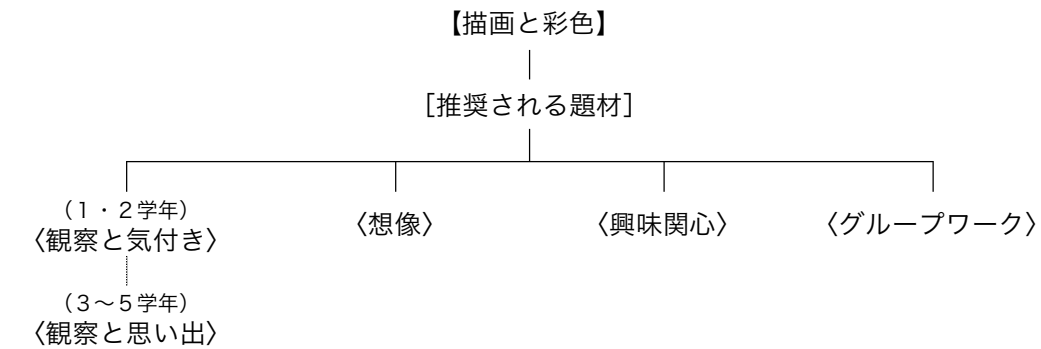 【描画と彩色】
［推奨される題材］
（1・2学年）
〈観察と気付き〉
〈想像〉
〈興味関心〉
〈グループワーク〉
（3〜5学年）
〈観察と思い出〉